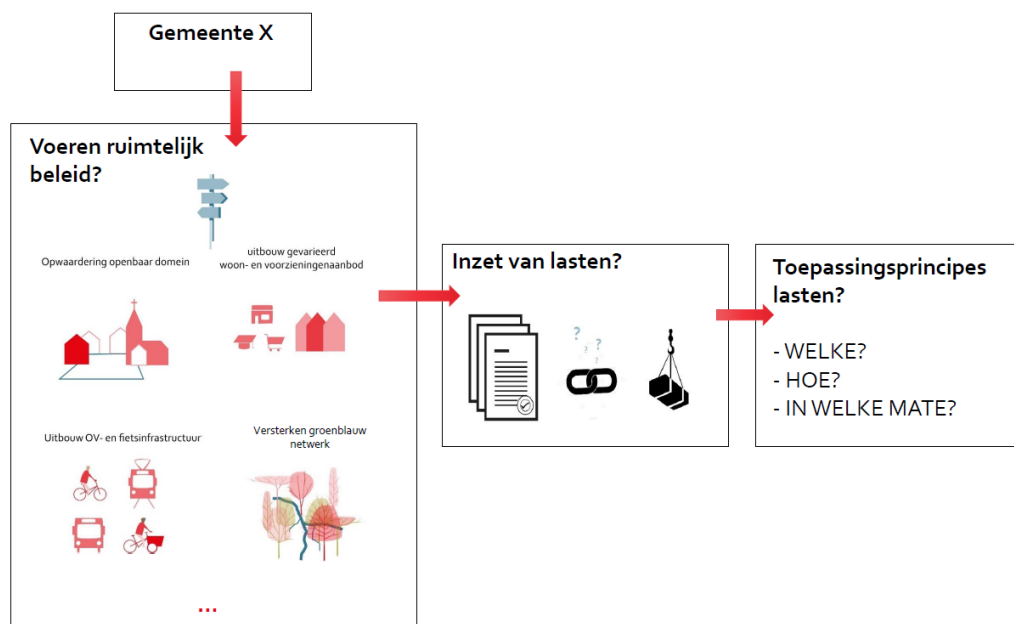 Gemeente X
Voeren ruimtelijk
beleid?
Opwaardering openbaar domein
uitbouw gevarieerd
woon- en voorzieningenaanbod
Uitbouw OV- en fietsinfrastructuur
Versterken groenblauw
netwerk
...
Inzet van lasten?
? ?
? ?
?
Toepassingsprincipes
lasten?
- WELKE?
- HOE?
- IN WELKE MATE?